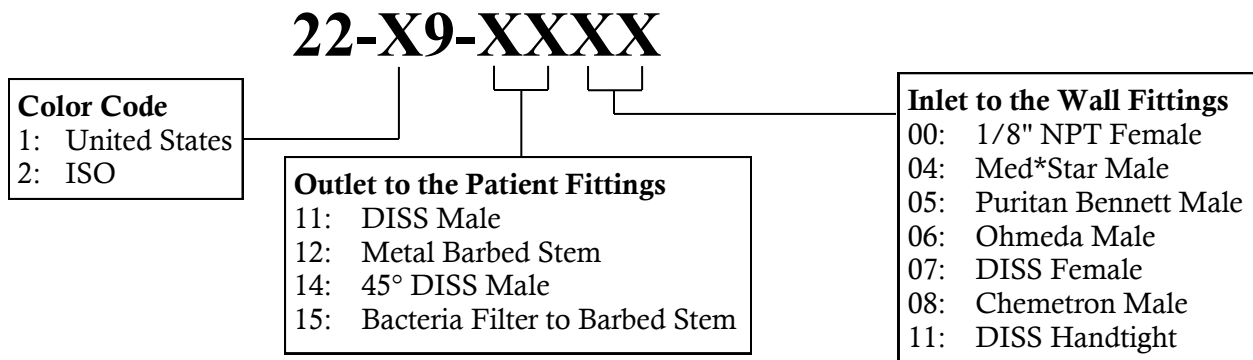 22-X9-XXXX
Color Code
1: United States
2: ISO
Outlet to the Patient Fittings
11: DISS Male
12: Metal Barbed Stem
14: 45° DISS Male
15: Bacteria Filter to Barbed Stem
Inlet to the Wall Fittings
00: 1/8" NPT Female
04: Med*Star Male
05: Puritan Bennett Male
06: Ohmeda Male
07: DISS Female
08: Chemetron Male
11: DISS Handtight